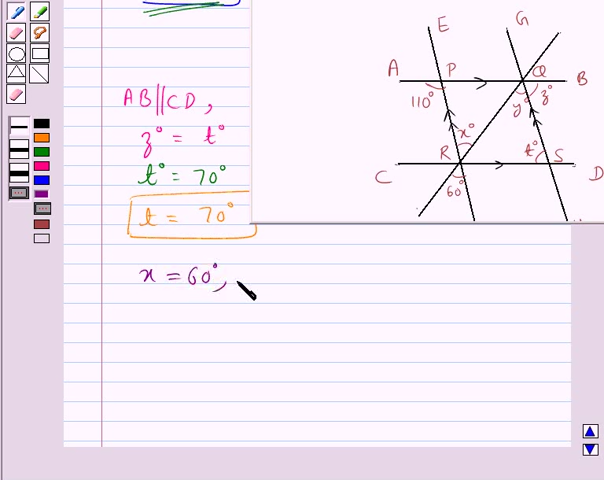 E
G
A P Q B
110° y° z°
x°
R t° S
C D
60°
AB||CD,
z° = t°
t° = 70°
t = 70°
x = 60°,